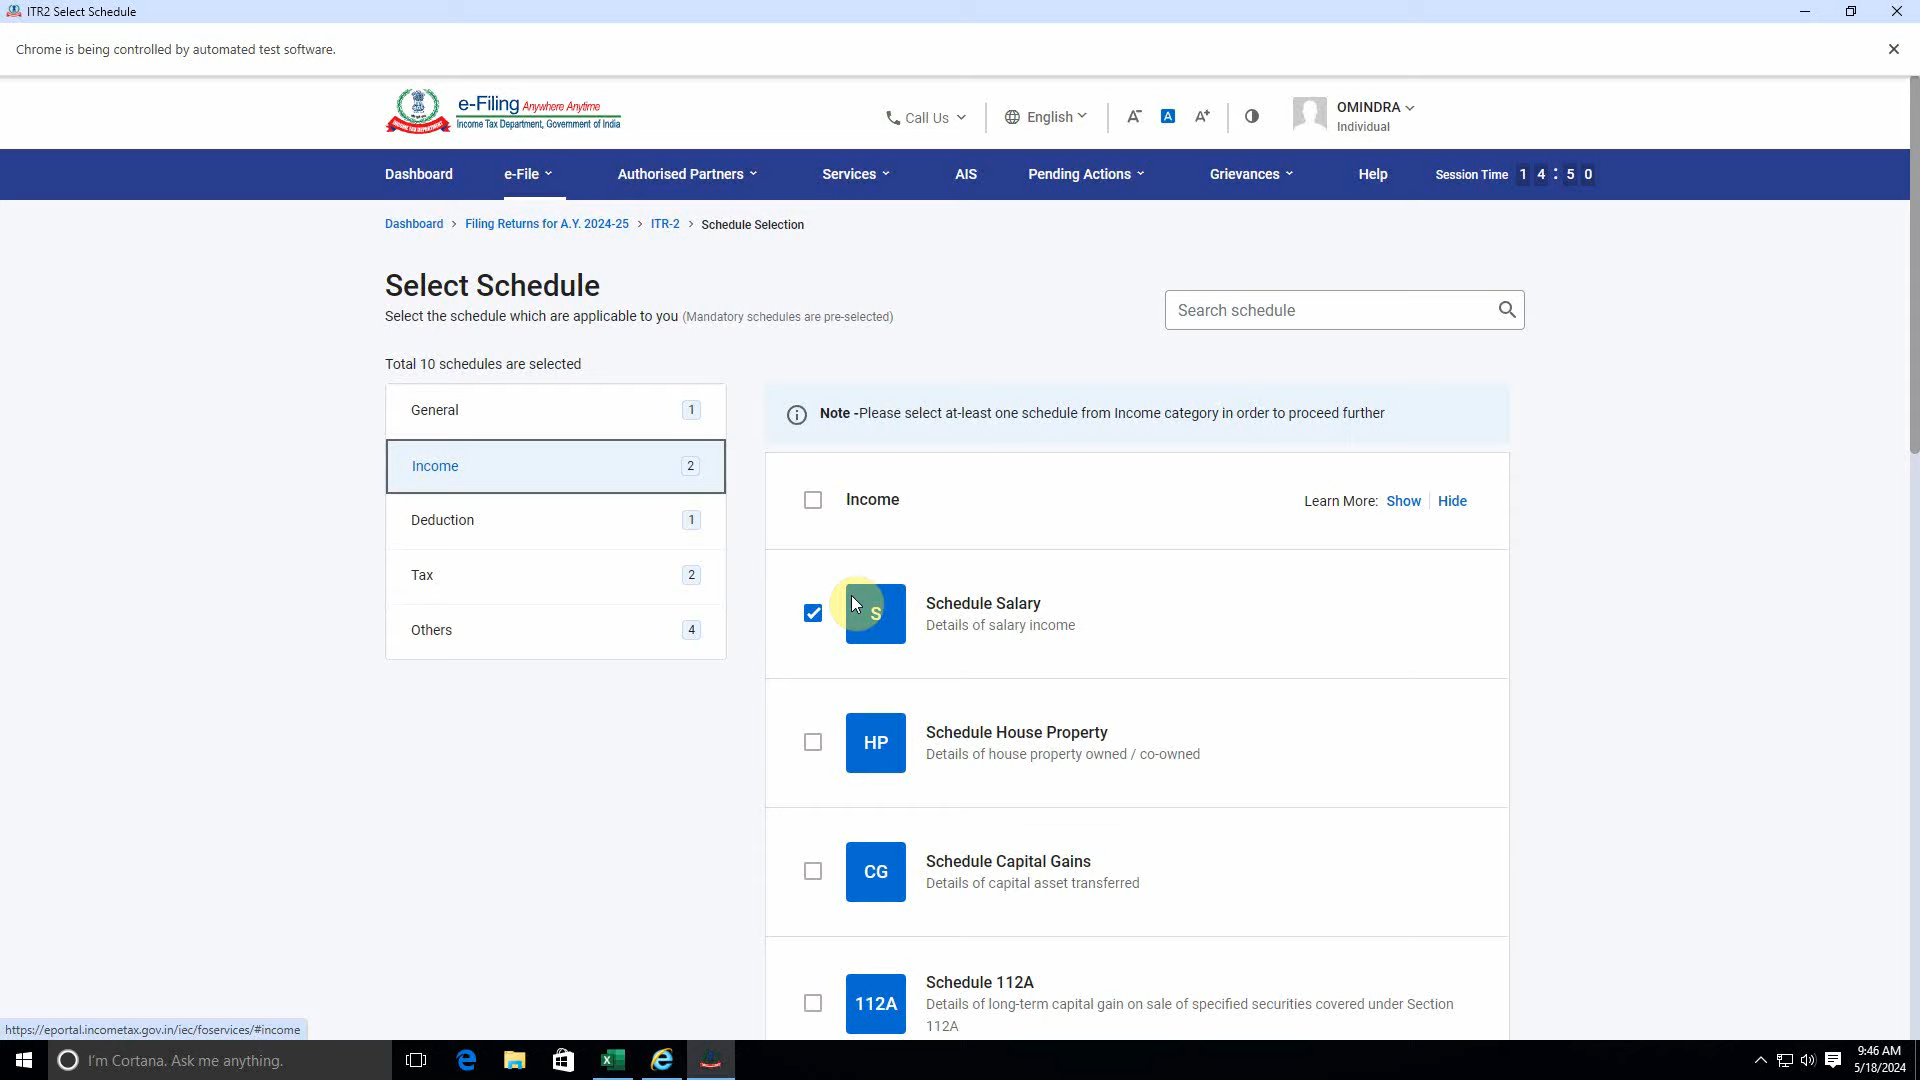 ITR2 Select Schedule
Chrome is being controlled by automated test software.
e-Filing Anywhere Anytime
Income Tax Department, Government of India
Call Us
English
A-
A
A+
OMINDRA
Individual
Dashboard e-File Authorised Partners Services AIS Pending Actions Grievances Help Session Time 1 4 : 5 0
Dashboard > Filing Returns for A.Y. 2024-25 > ITR-2 > Schedule Selection
Select Schedule
Select the schedule which are applicable to you (Mandatory schedules are pre-selected)
Search schedule
Total 10 schedules are selected
General 1
Income 2
Deduction 1
Tax 2
Others 4
Note -Please select at-least one schedule from Income category in order to proceed further
Income
Learn More: Show | Hide
S
Schedule Salary
Details of salary income
HP
Schedule House Property
Details of house property owned / co-owned
CG
Schedule Capital Gains
Details of capital asset transferred
112A
Schedule 112A
Details of long-term capital gain on sale of specified securities covered under Section
112A
https://eportal.incometax.gov.in/iec/foservices/#income
I'm Cortana. Ask me anything.
9:46 AM
5/18/2024